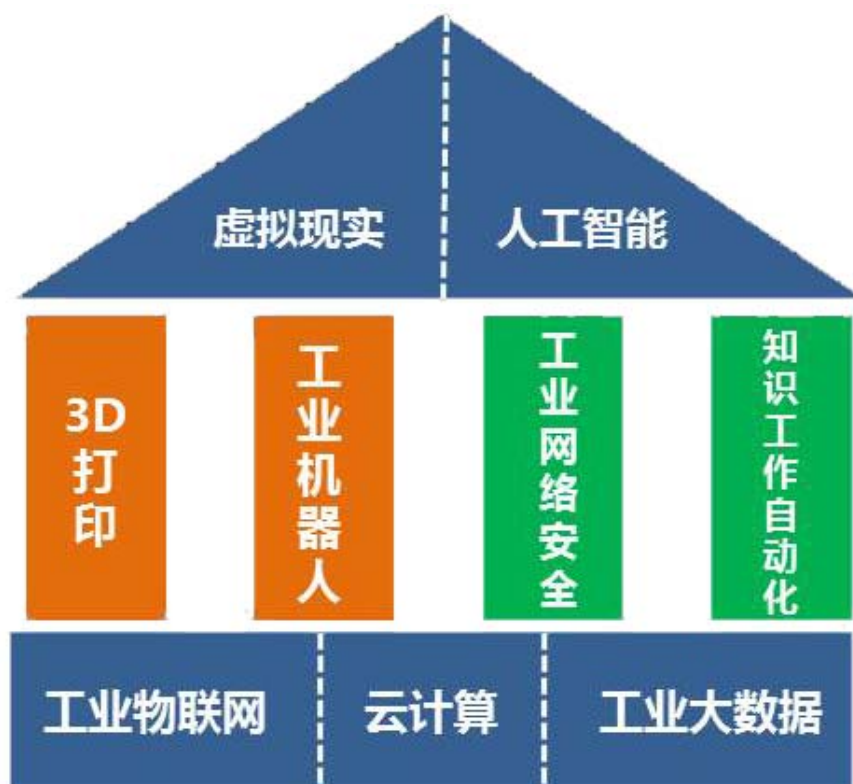 虚拟现实
人工智能
3D打印
工业机器人
工业网络安全
知识工作自动化
工业物联网
云计算
工业大数据